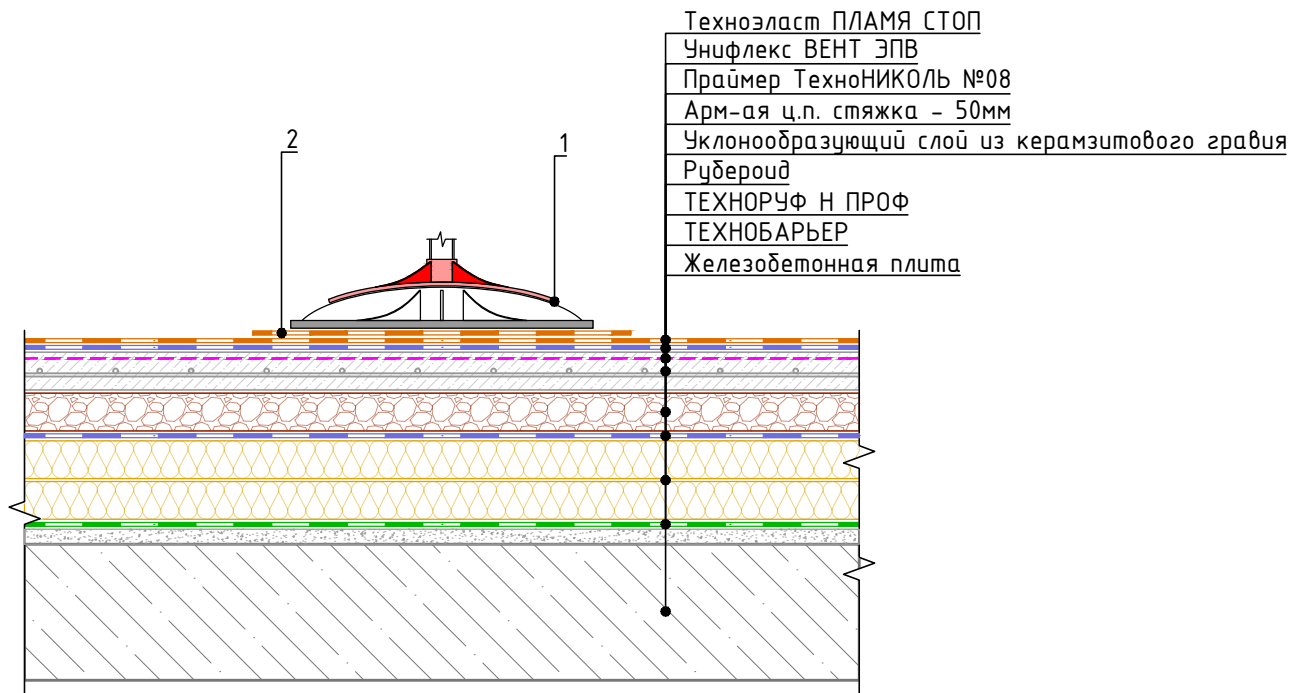 Техноэласт ПЛАМЯ СТОП
Унифлекс ВЕНТ ЭПВ
Праймер ТехноНИКОЛЬ №08
Арм-ая ц.п. стяжка - 50мм
Уклонообразующий слой из керамзитового гравия
Рубероид
ТЕХНОРУФ Н ПРОФ
ТЕХНОБАРЬЕР
Железобетонная плита
2
1